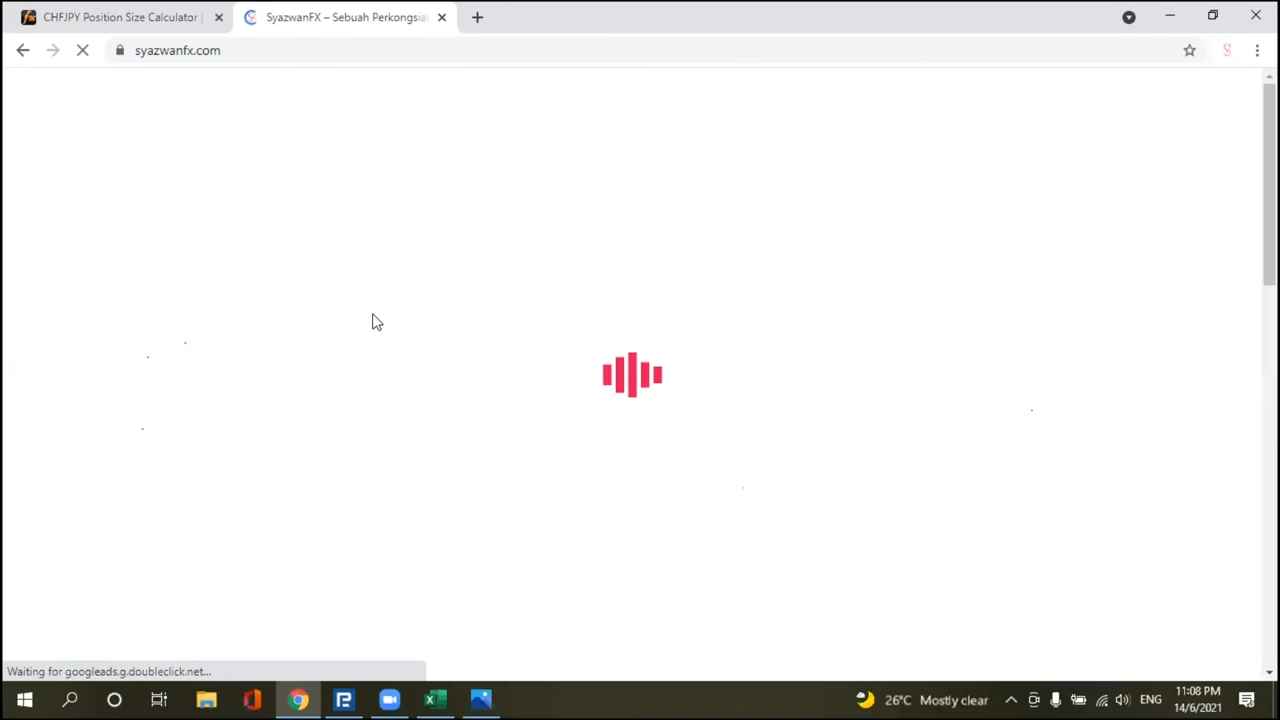 CHFJPY Position Size Calculator |
SyazwanFX – Sebuah Perkongsia
syazwanfx.com
Waiting for googleads.g.doubleclick.net...
26°C Mostly clear
ENG
11:08 PM
14/6/2021